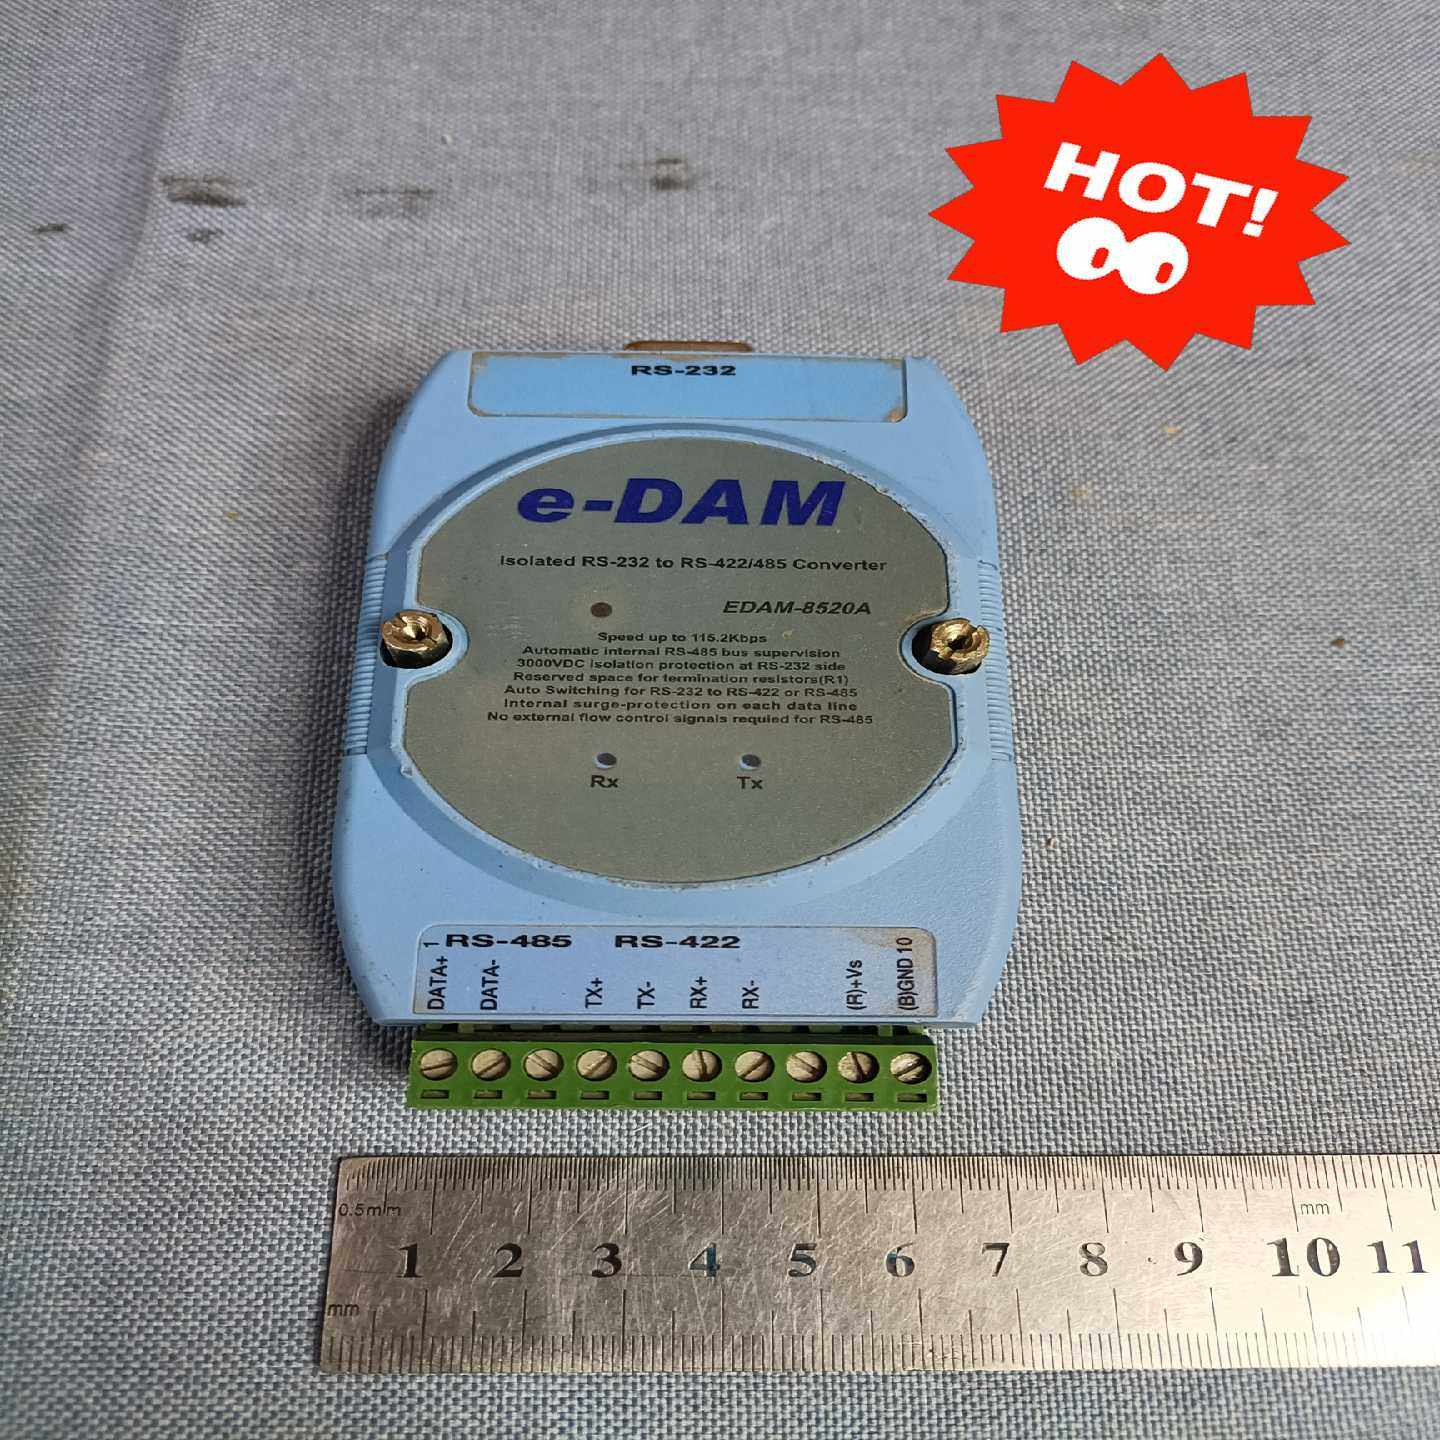 HOT!
RS-232
e-DAM
Isolated RS-232 to RS-422/485 Converter
EDAM-8520A
Speed up to 115.2Kbps
Automatic internal RS-485 bus supervision
3000VDC isolation protection at RS-232 side
Reserved space for termination resistors(R1)
Auto Switching for RS-232 to RS-422 or RS-485
Internal surge-protection on each data line
No external flow control signals requied for RS-485
Rx Tx
RS-485 RS-422
1 DATA+
DATA-
TX+
TX-
RX+
RX-
(R)+Vs
(B)GND 10
0.5mm mm
1 2 3 4 5 6 7 8 9 10 11
mm